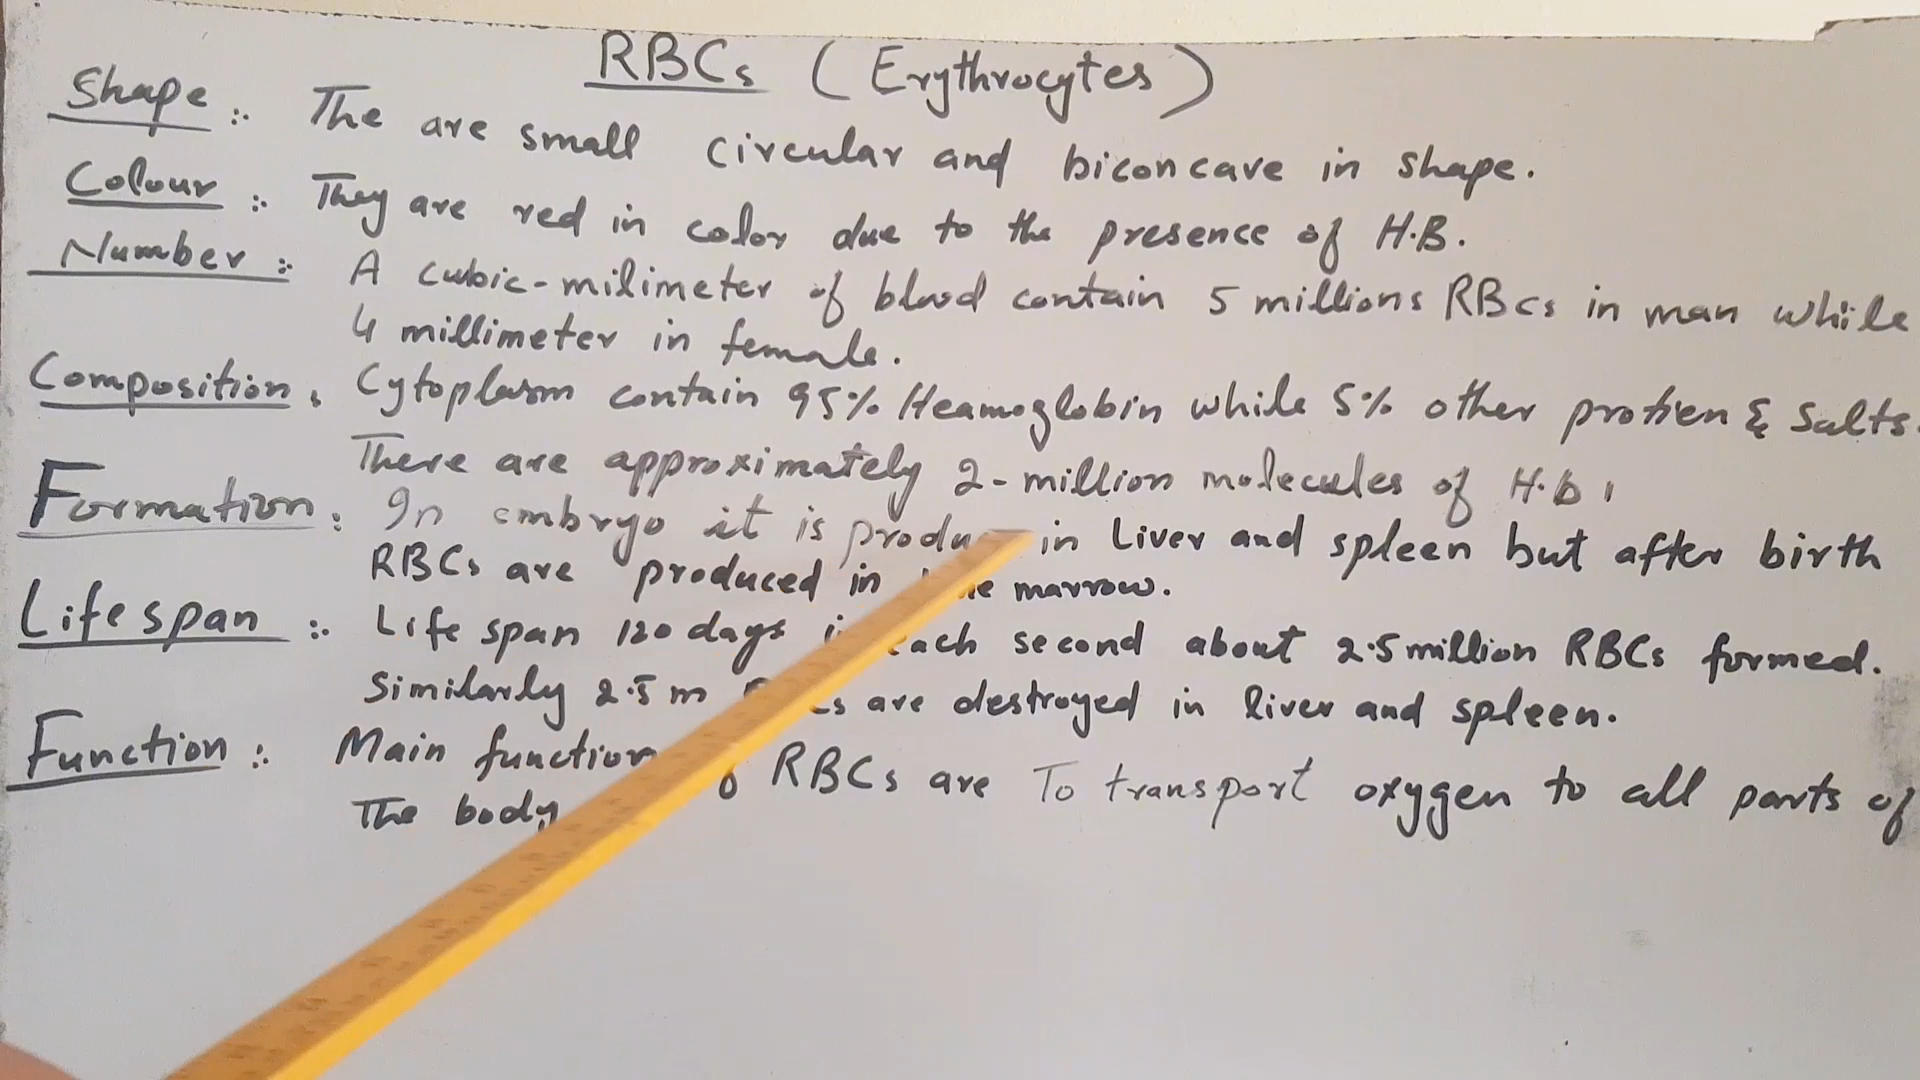 RBCs (Erythrocytes)
Shape :. The are small circular and biconcave in shape.
Colour :. They are red in color due to the presence of H.B.
Number :. A cubic-milimeter of blood contain 5 millions RBCs in man while
4 millimeter in female.
Composition: Cytoplasm contain 95% Heamoglobin while 5% other protien & Salts.
There are approximately 2-million molecules of H.b.
Formation: In embryo it is in Liver and spleen but after birth
RBCs are produced in marrow.
Life span :. Life span 120 days second about 2.5 million RBCs formed.
Similarly 2.5 m are destroyed in liver and spleen.
Function :. Main RBCs are To transport oxygen to all parts of
The body